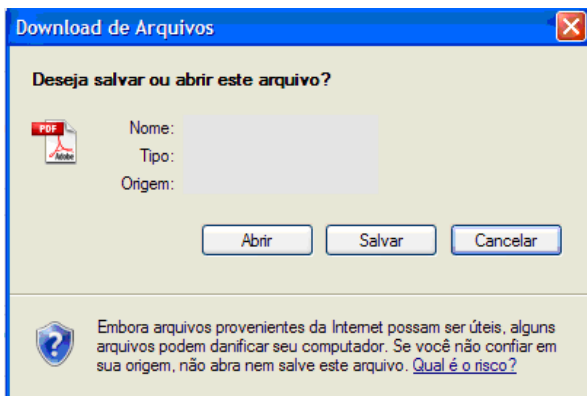 Download de Arquivos
Deseja salvar ou abrir este arquivo?
PDF
Adobe
Nome:
Tipo:
Origem:
Abrir
Salvar
Cancelar
Embora arquivos provenientes da Internet possam ser úteis, alguns
arquivos podem danificar seu computador. Se você não confiar em
sua origem, não abra nem salve este arquivo. Qual é o risco?